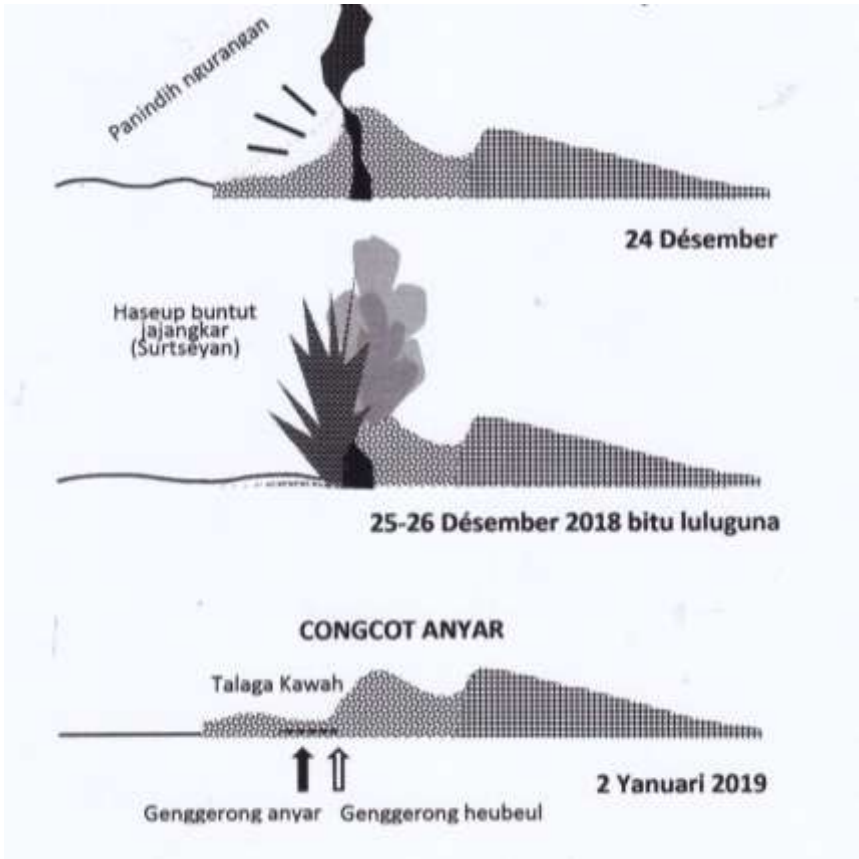 Panindih ngurangan
24 Désember
Haseup buntut
jajangkar
(Surtseyan)
25-26 Désember 2018 bitu luluguna
CONGCOT ANYAR
Talaga Kawah
2 Yanuari 2019
Genggerong anyar
Genggerong heubeul